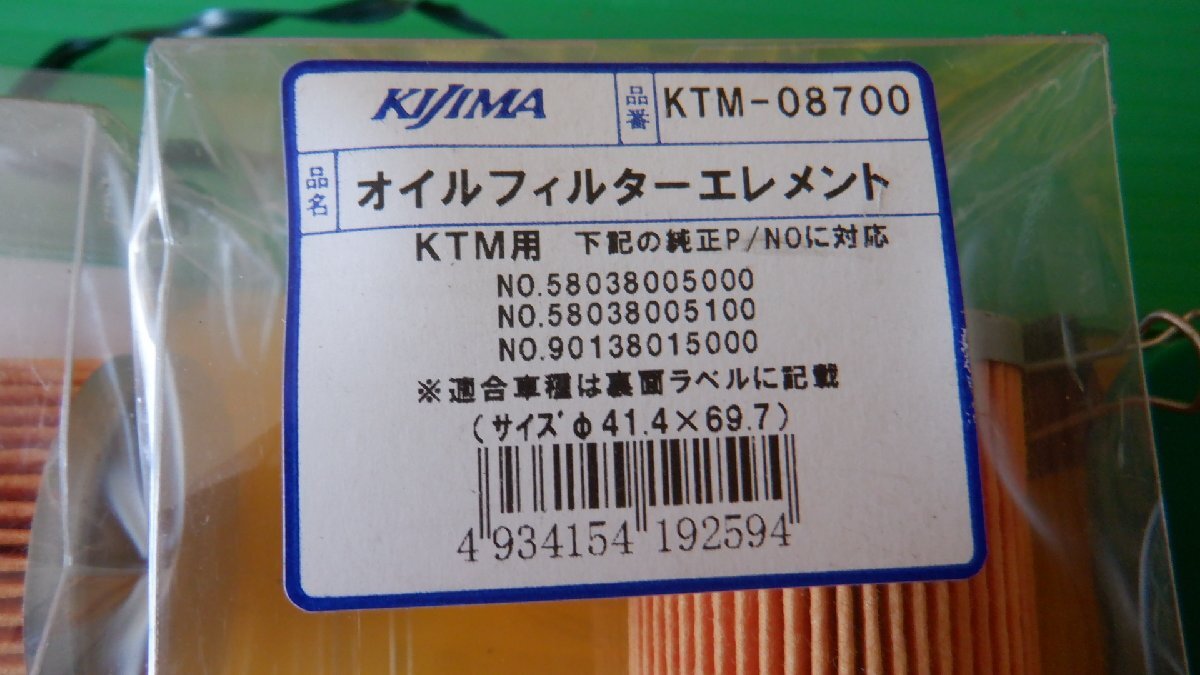 KIJIMA 品番 KTM-08700
品名 オイルフィルターエレメント
KTM用 下記の純正P/NOに対応
NO.58038005000
NO.58038005100
NO.90138015000
※適合車種は裏面ラベルに記載
(サイズφ41.4×69.7)
4 934154 192594